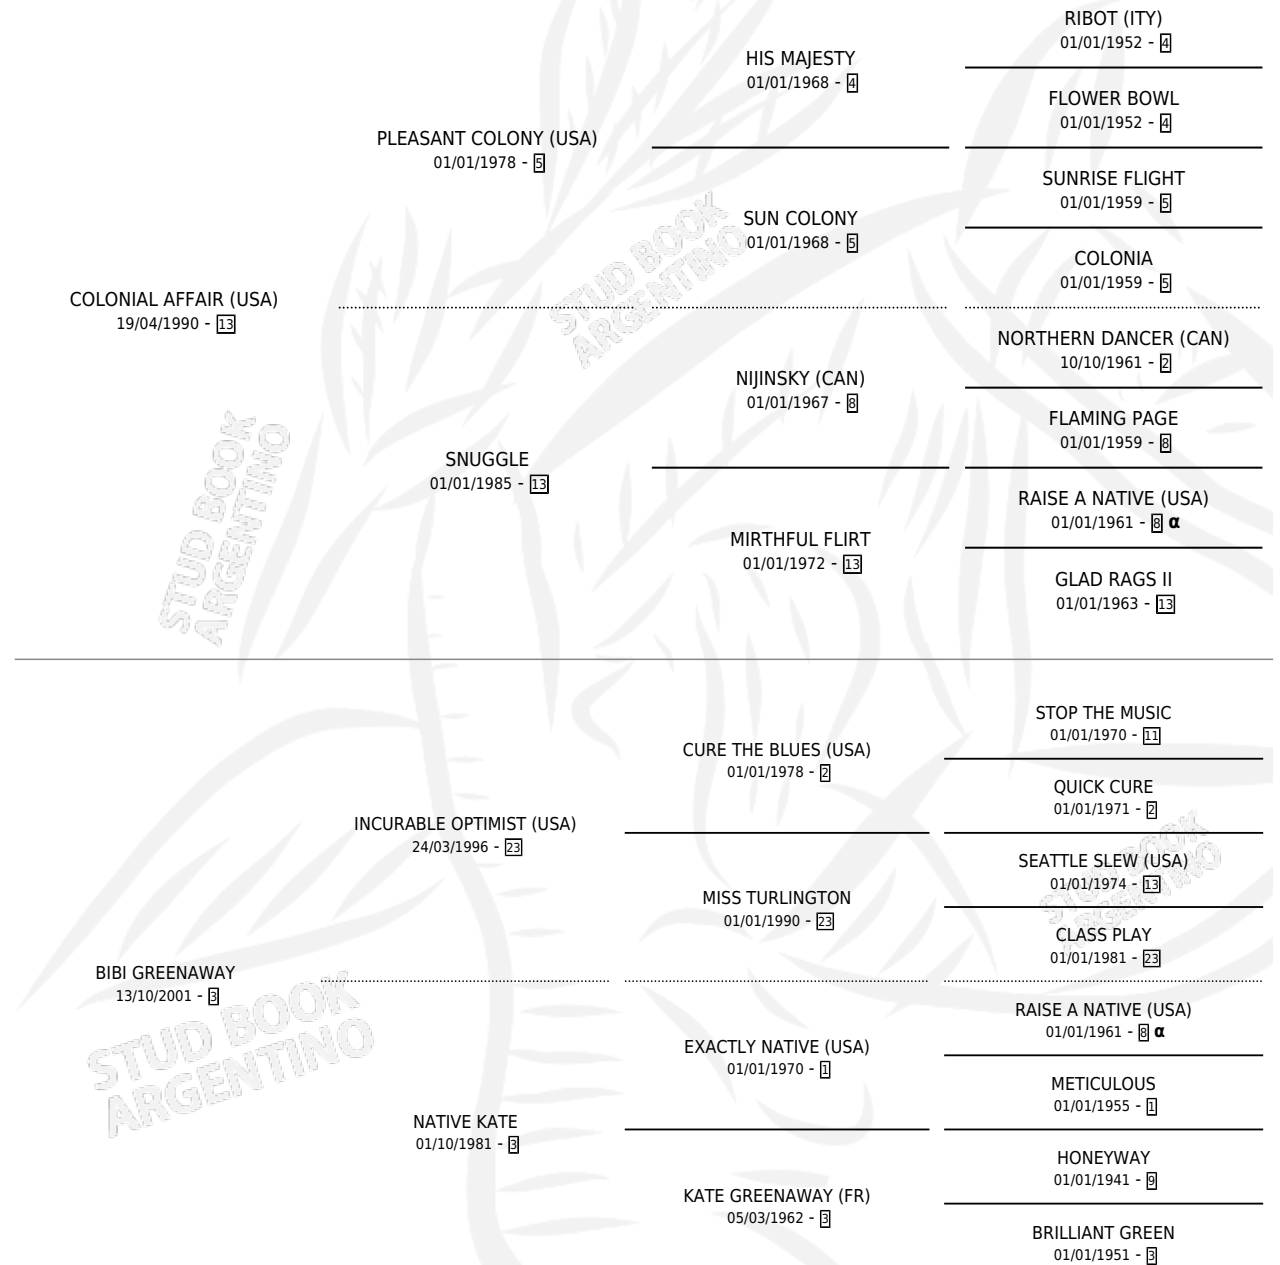 RIBOT (ITY)
01/01/1952 - 4
HIS MAJESTY
01/01/1968 - 4
FLOWER BOWL
01/01/1952 - 4
PLEASANT COLONY (USA)
01/01/1978 - 5
SUNRISE FLIGHT
01/01/1959 - 5
SUN COLONY
01/01/1968 - 5
COLONIA
01/01/1959 - 5
COLONIAL AFFAIR (USA)
19/04/1990 - 13
NORTHERN DANCER (CAN)
10/10/1961 - 2
NIJINSKY (CAN)
01/01/1967 - 8
FLAMING PAGE
01/01/1959 - 8
SNUGGLE
01/01/1985 - 13
RAISE A NATIVE (USA)
01/01/1961 - 8 α
MIRTHFUL FLIRT
01/01/1972 - 13
GLAD RAGS II
01/01/1963 - 13
STOP THE MUSIC
01/01/1970 - 11
CURE THE BLUES (USA)
01/01/1978 - 2
QUICK CURE
01/01/1971 - 2
INCURABLE OPTIMIST (USA)
24/03/1996 - 23
SEATTLE SLEW (USA)
01/01/1974 - 13
MISS TURLINGTON
01/01/1990 - 23
CLASS PLAY
01/01/1981 - 23
BIBI GREENAWAY
13/10/2001 - 3
RAISE A NATIVE (USA)
01/01/1961 - 8 α
EXACTLY NATIVE (USA)
01/01/1970 - 1
METICULOUS
01/01/1955 - 1
NATIVE KATE
01/10/1981 - 3
HONEYWAY
01/01/1941 - 9
KATE GREENAWAY (FR)
05/03/1962 - 3
BRILLIANT GREEN
01/01/1951 - 3
STUD BOOK
ARGENTINO
STUD BOOK
ARGENTINO
STUD BOOK
ARGENTINO
STUD BOOK
ARGENTINO